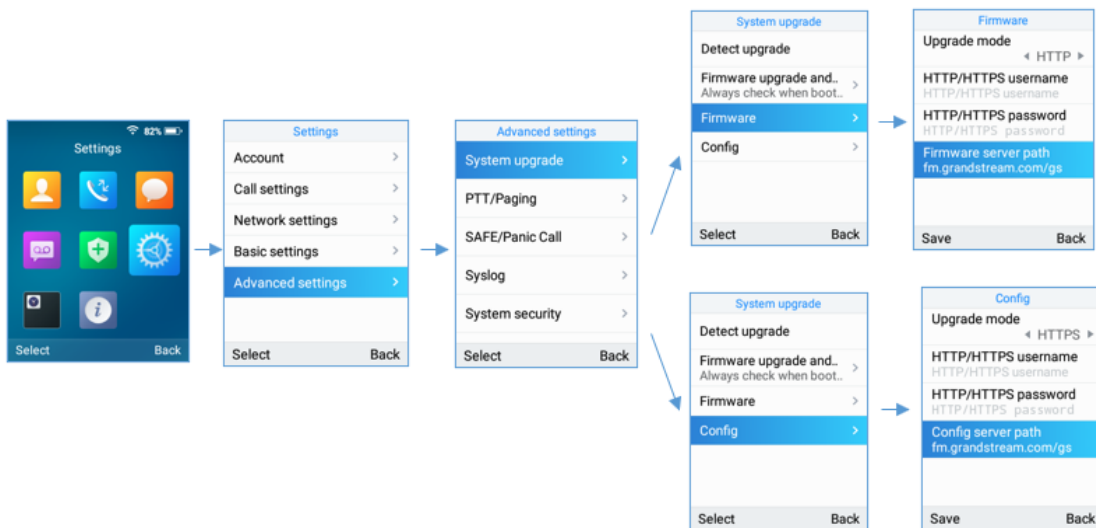 82%
Settings
Select Back
Settings
Account
Call settings
Network settings
Basic settings
Advanced settings
Select Back
Advanced settings
System upgrade
PTT/Paging
SAFE/Panic Call
Syslog
System security
Select Back
System upgrade
Detect upgrade
Firmware upgrade and..
Always check when boot..
Firmware
Config
Select Back
Firmware
Upgrade mode
HTTP
HTTP/HTTPS username
HTTP/HTTPS username
HTTP/HTTPS password
HTTP/HTTPS password
Firmware server path
fm.grandstream.com/gs
Save Back
System upgrade
Detect upgrade
Firmware upgrade and..
Always check when boot..
Firmware
Config
Select Back
Config
Upgrade mode
HTTPS
HTTP/HTTPS username
HTTP/HTTPS username
HTTP/HTTPS password
HTTP/HTTPS password
Config server path
fm.grandstream.com/gs
Save Back